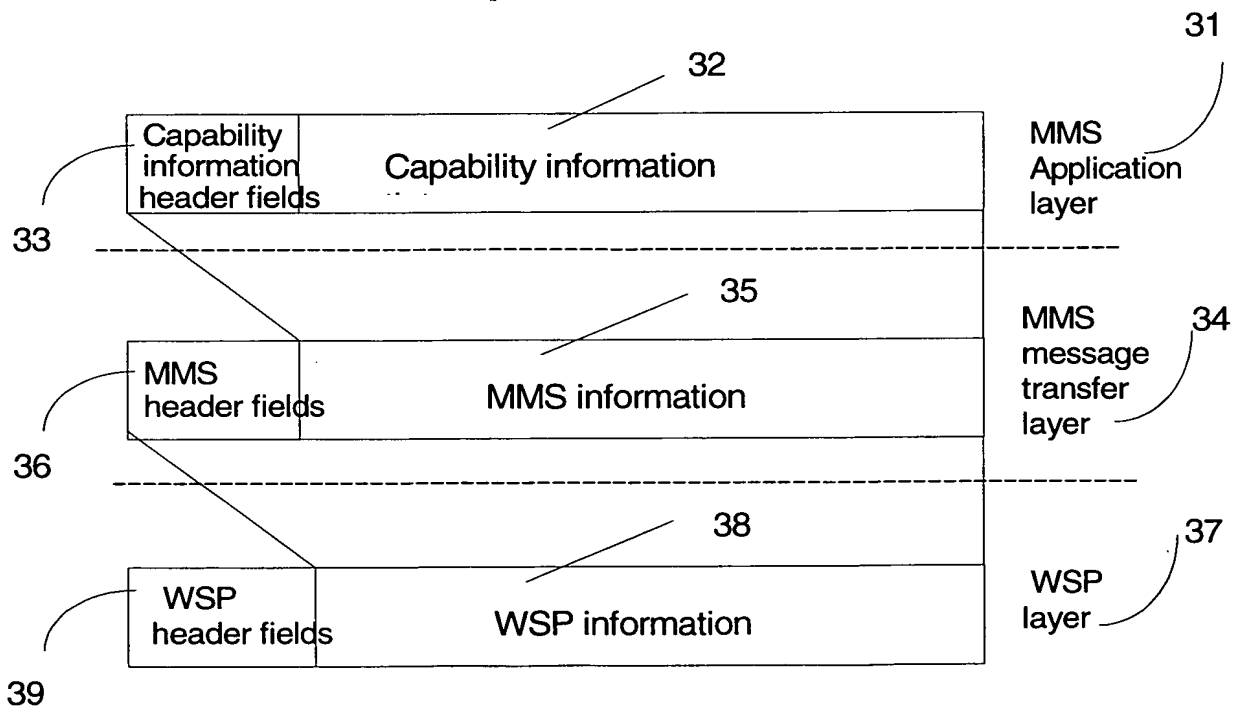 31
32
Capability
information
header fields
Capability information
MMS
Application
layer
33
35
MMS
header fields
MMS information
MMS
message
transfer
layer
34
36
38
37
WSP
header fields
WSP information
WSP
layer
39